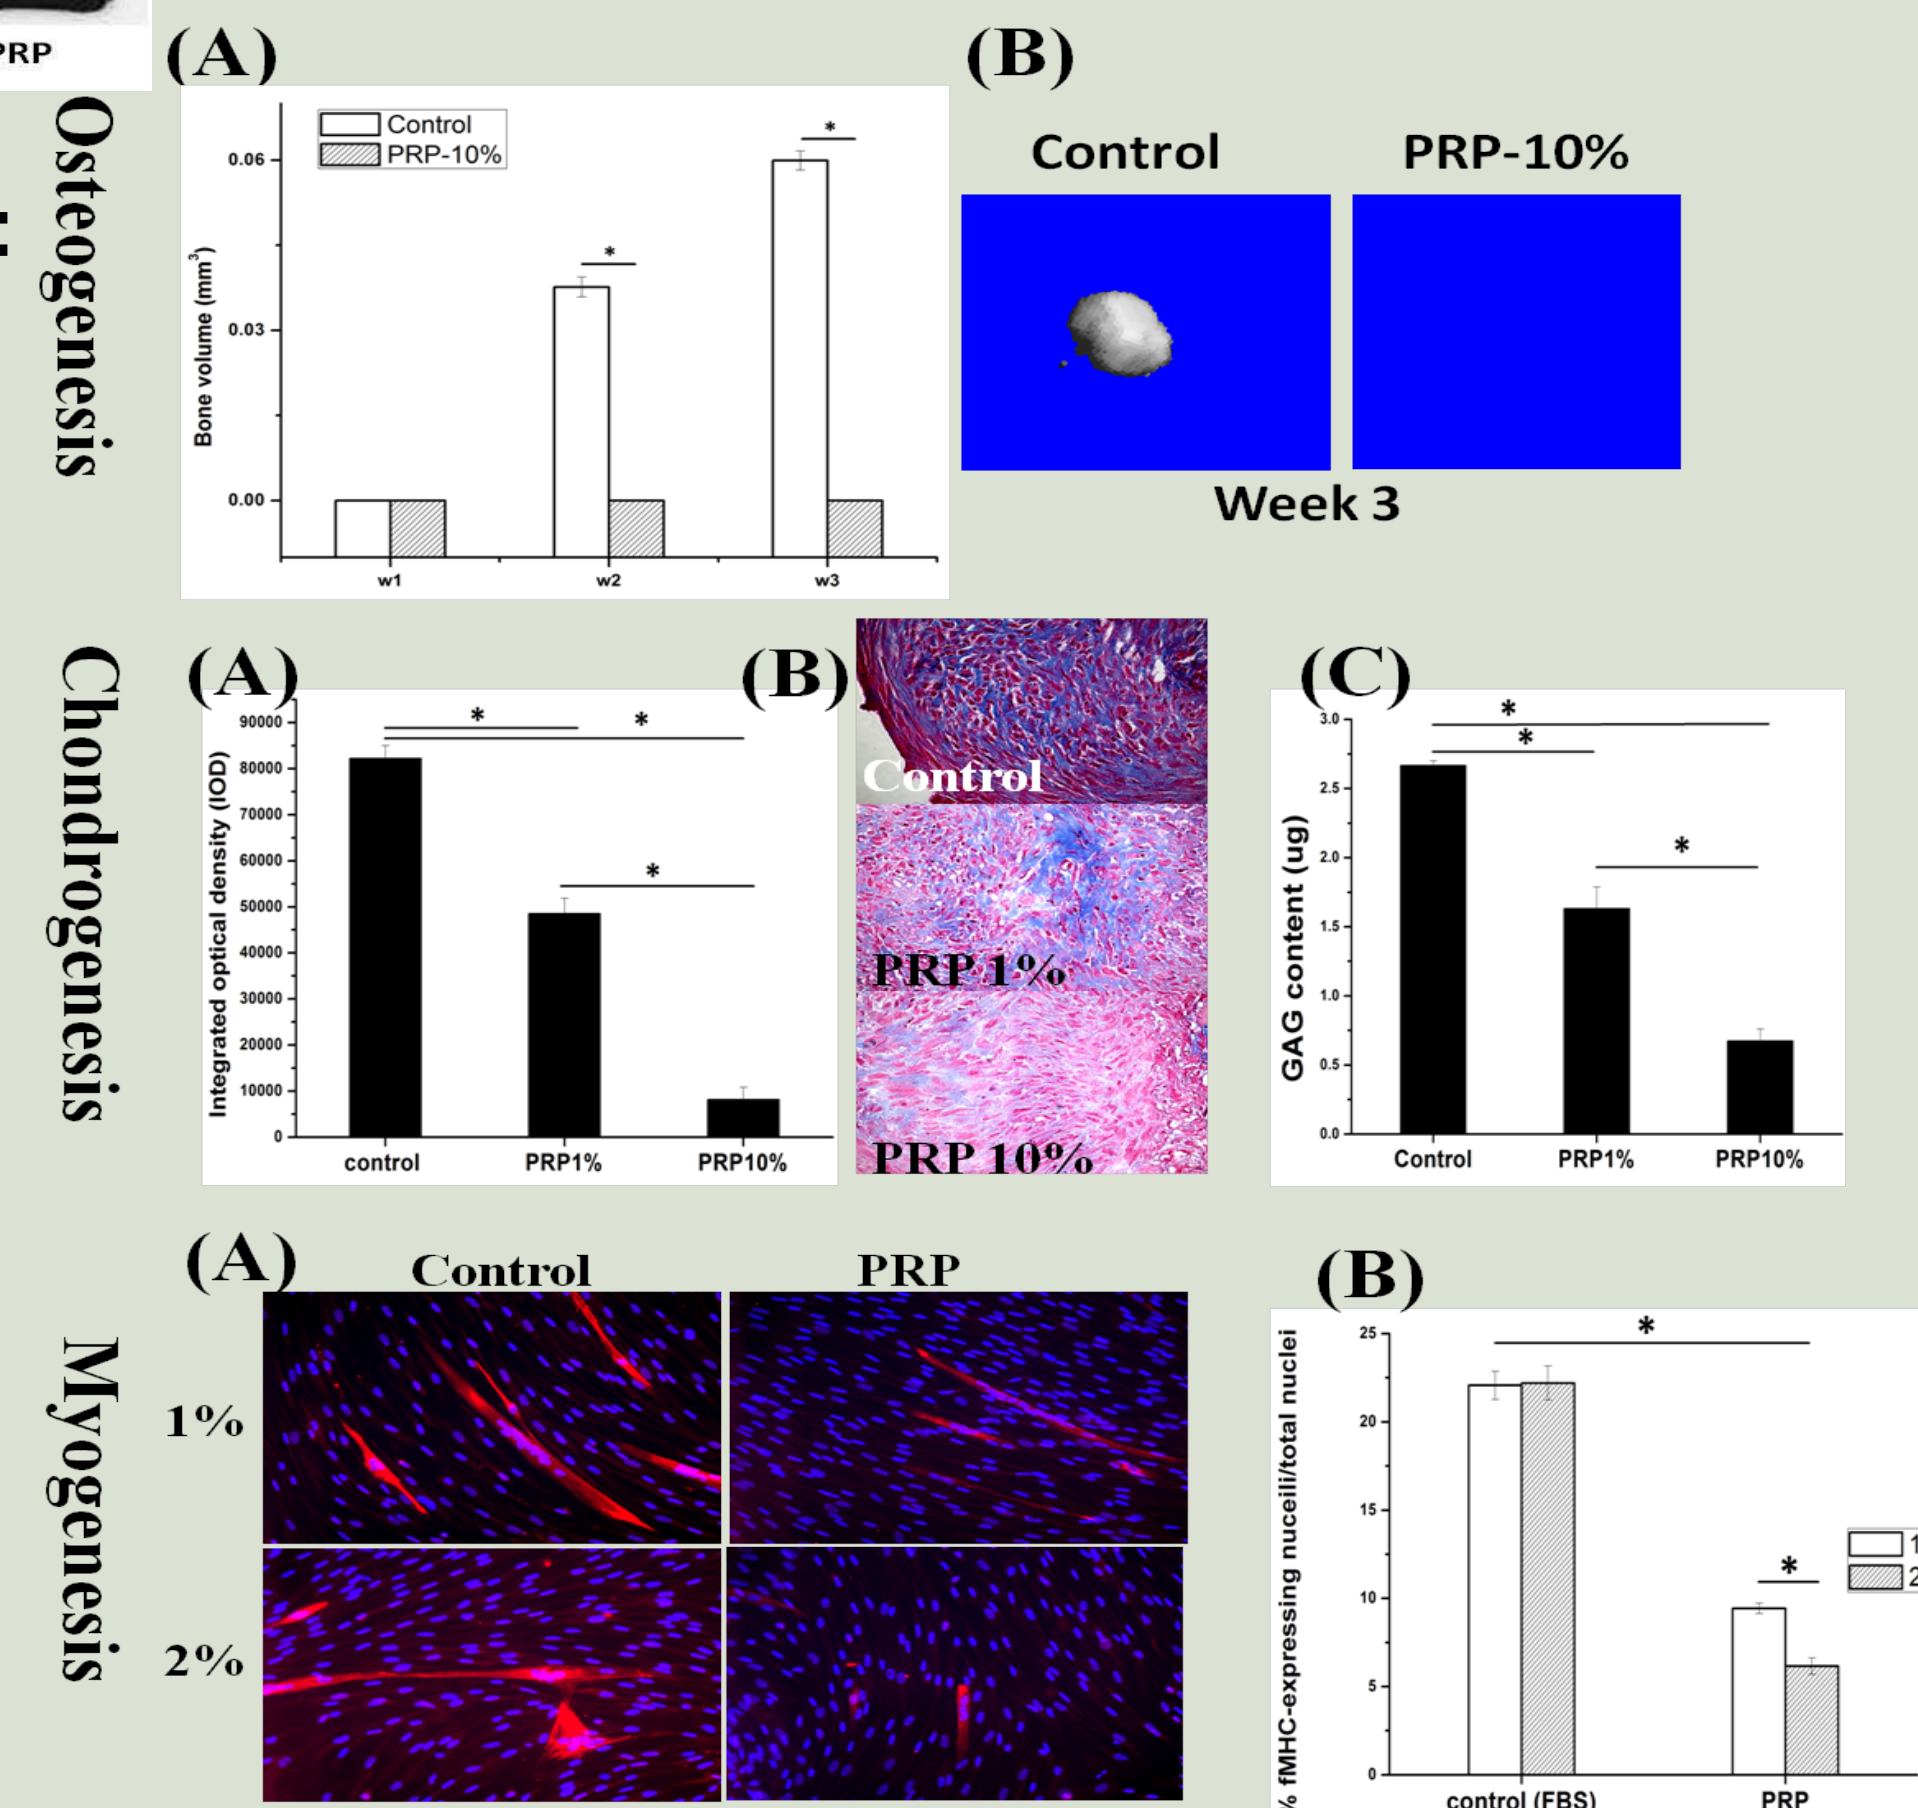 PRP
(A)
(B)
Osteogenesis
Control
PRP-10%
*
*
0.06
0.03
0.00
Bone volume (mm³)
w1
w2
w3
Control
PRP-10%
Week 3
Chondrogenesis
(A)
(B)
(C)
90000
80000
70000
60000
50000
40000
30000
20000
10000
0
Integrated optical density (IOD)
*
*
*
control
PRP1%
PRP10%
Control
PRP 1%
PRP 10%
3.0
2.5
2.0
1.5
1.0
0.5
0.0
GAG content (ug)
*
*
*
Control
PRP1%
PRP10%
Myogenesis
(A)
Control
PRP
1%
2%
(B)
% fMHC-expressing nuceili/total nuclei
25
20
15
10
5
0
*
*
1
2
control (FBS)
PRP